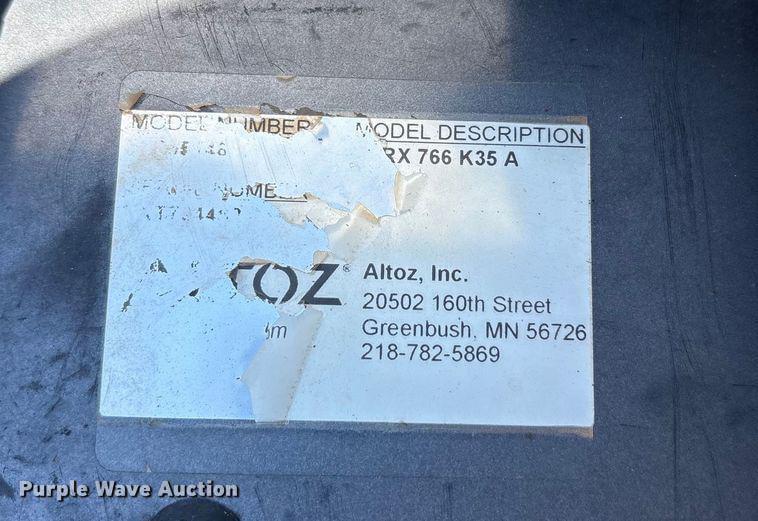 MODEL NUMBER
MODEL DESCRIPTION
RX 766 K35 A
Altoz, Inc.
20502 160th Street
Greenbush, MN 56726
218-782-5869
Purple Wave Auction